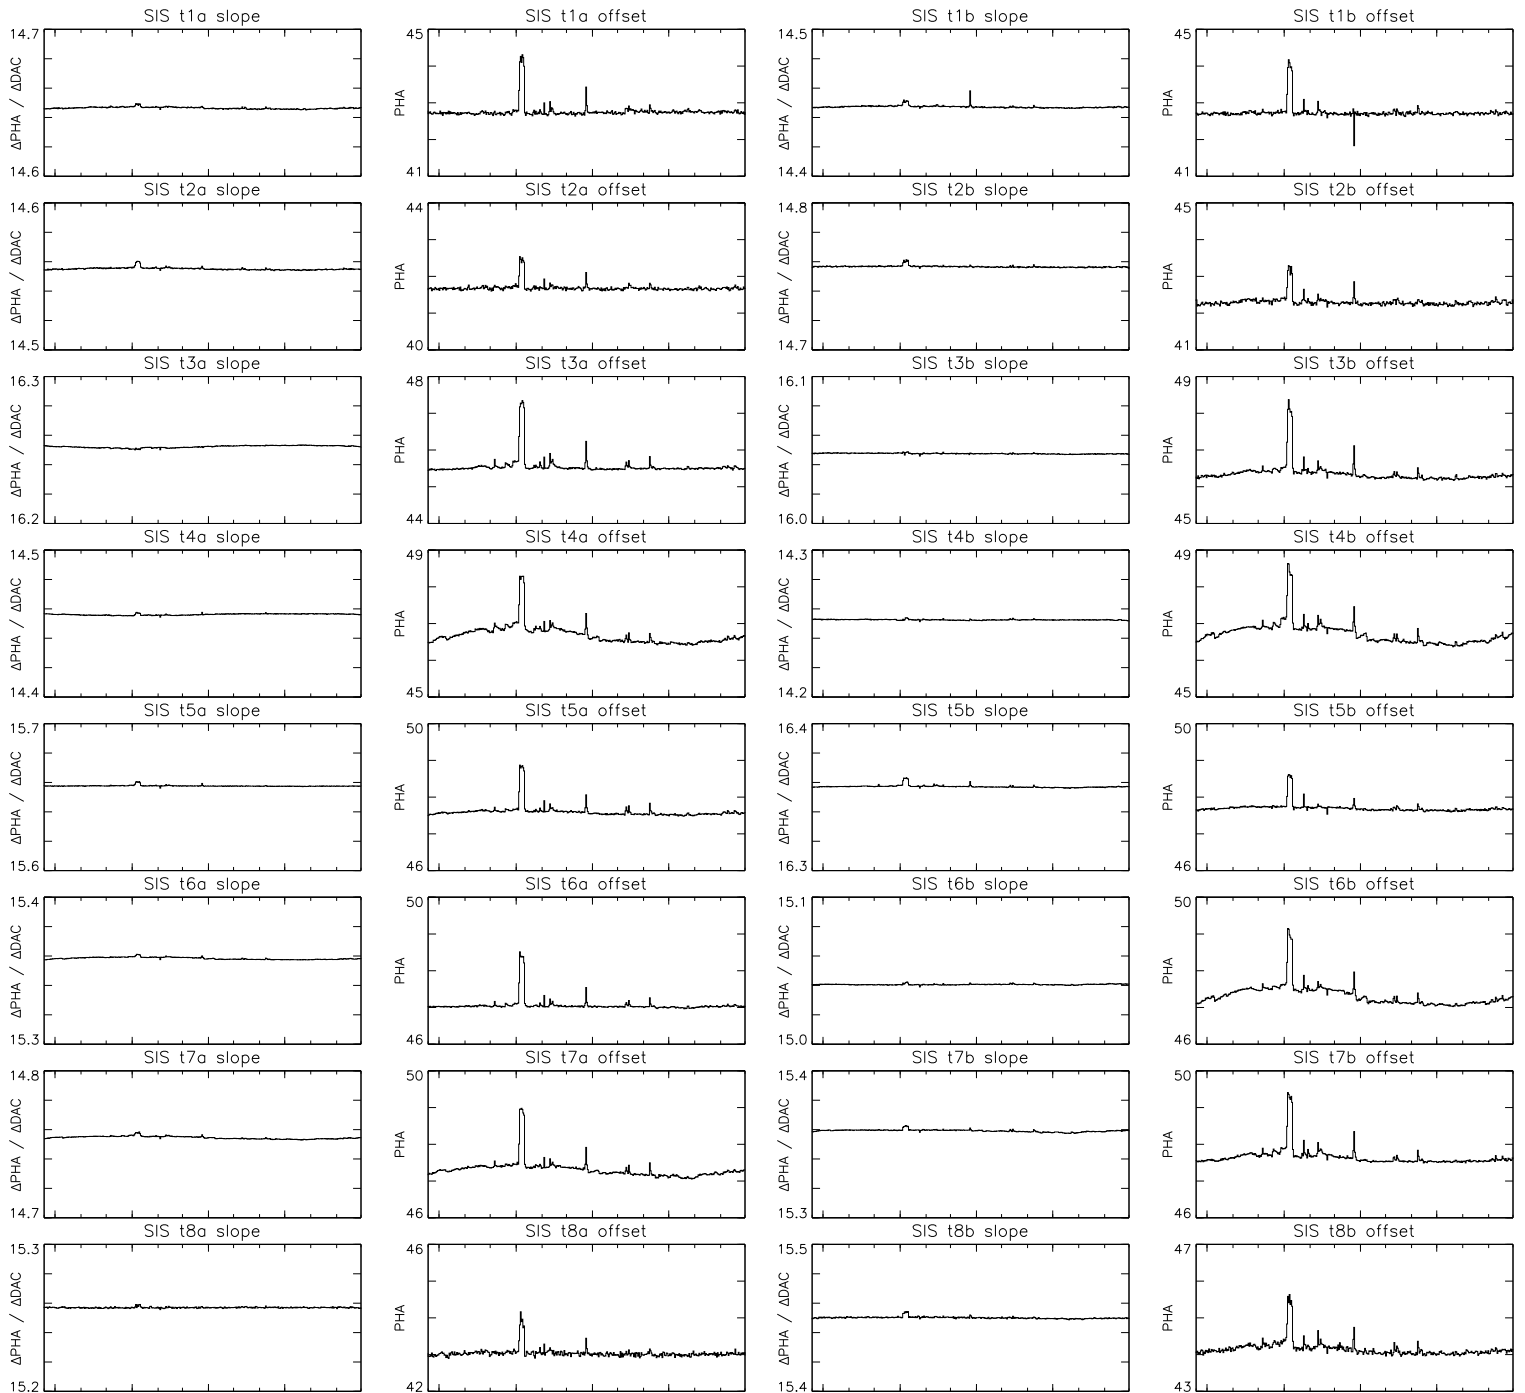 SIS t1a slope SIS t1a offset SIS t1b slope SIS t1b offset
14.7 45 14.5 45
ΔPHA / ΔDAC PHA ΔPHA / ΔDAC PHA
14.6 41 14.4 41
SIS t2a slope SIS t2a offset SIS t2b slope SIS t2b offset
14.6 44 14.8 45
ΔPHA / ΔDAC PHA ΔPHA / ΔDAC PHA
14.5 40 14.7 41
SIS t3a slope SIS t3a offset SIS t3b slope SIS t3b offset
16.3 48 16.1 49
ΔPHA / ΔDAC PHA ΔPHA / ΔDAC PHA
16.2 44 16.0 45
SIS t4a slope SIS t4a offset SIS t4b slope SIS t4b offset
14.5 49 14.3 49
ΔPHA / ΔDAC PHA ΔPHA / ΔDAC PHA
14.4 45 14.2 45
SIS t5a slope SIS t5a offset SIS t5b slope SIS t5b offset
15.7 50 16.4 50
ΔPHA / ΔDAC PHA ΔPHA / ΔDAC PHA
15.6 46 16.3 46
SIS t6a slope SIS t6a offset SIS t6b slope SIS t6b offset
15.4 50 15.1 50
ΔPHA / ΔDAC PHA ΔPHA / ΔDAC PHA
15.3 46 15.0 46
SIS t7a slope SIS t7a offset SIS t7b slope SIS t7b offset
14.8 50 15.4 50
ΔPHA / ΔDAC PHA ΔPHA / ΔDAC PHA
14.7 46 15.3 46
SIS t8a slope SIS t8a offset SIS t8b slope SIS t8b offset
15.3 46 15.5 47
ΔPHA / ΔDAC PHA ΔPHA / ΔDAC PHA
15.2 42 15.4 43